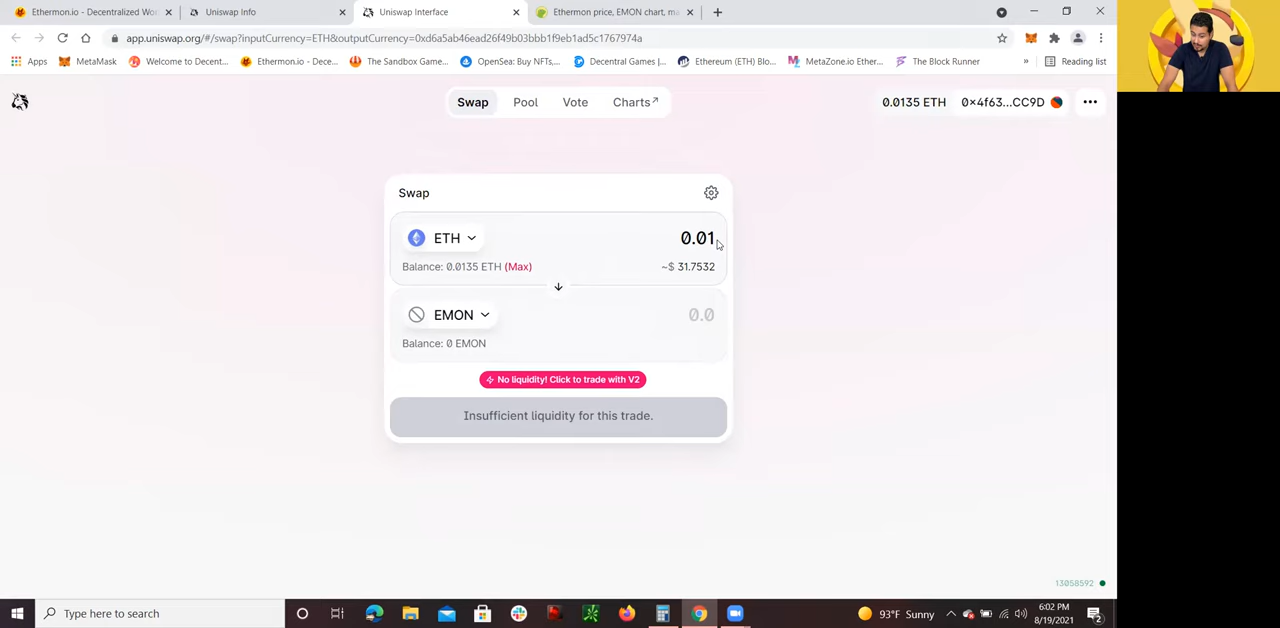 Ethermon.io - Decentralized Wo
Uniswap Info
Uniswap Interface
Ethermon price, EMON chart, ma
app.uniswap.org/#/swap?inputCurrency=ETH&outputCurrency=0xd6a5ab46ead26f49b03bbb1f9eb1ad5c1767974a
Apps
MetaMask
Welcome to Decent...
Ethermon.io - Dece...
The Sandbox Game...
OpenSea: Buy NFTs,...
Decentral Games |...
Ethereum (ETH) Blo...
MetaZone.io Ether...
The Block Runner
»
Reading list
Swap
Pool
Vote
Charts↗
0.0135 ETH
0×4f63...CC9D
Swap
ETH
0.01
Balance: 0.0135 ETH (Max)
~$ 31.7532
EMON
0.0
Balance: 0 EMON
No liquidity! Click to trade with V2
Insufficient liquidity for this trade.
13058592
Type here to search
93°F Sunny
6:02 PM
8/19/2021
2